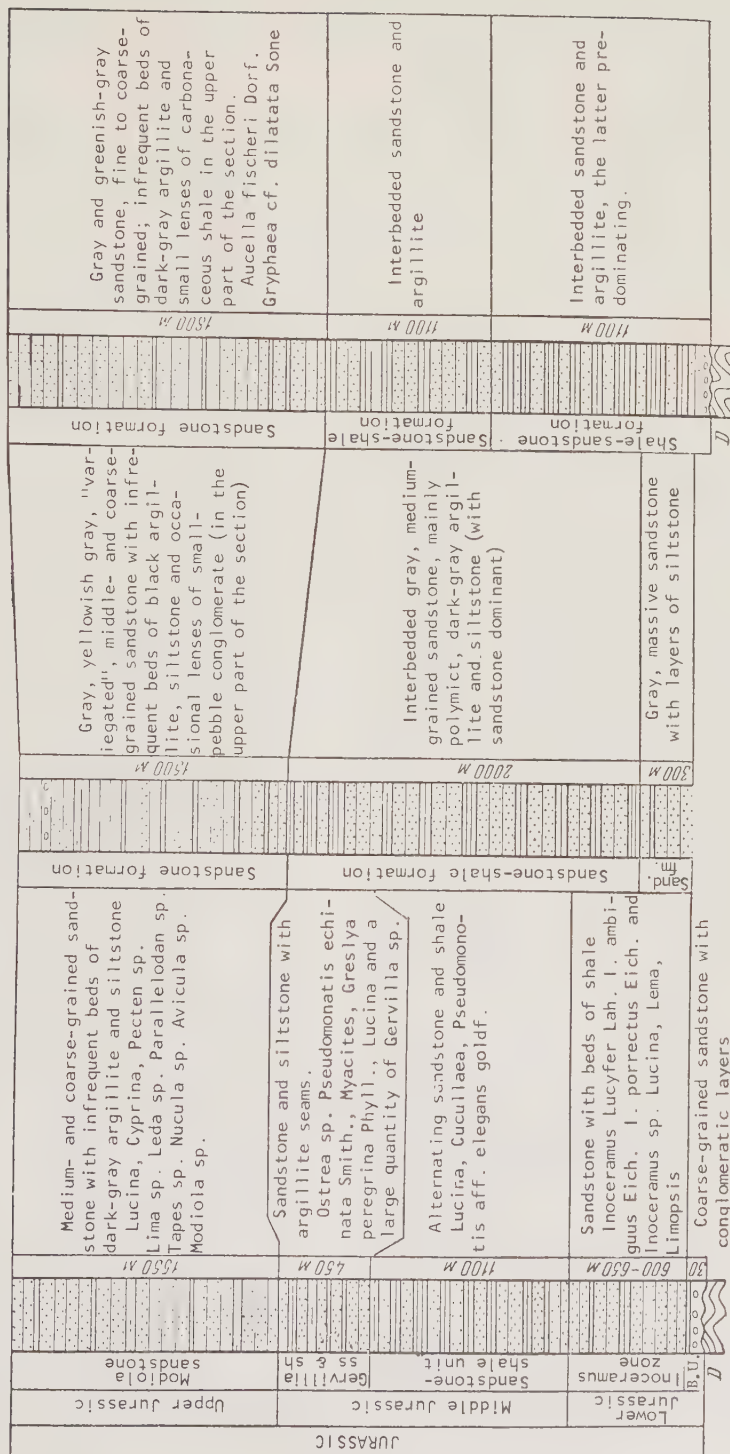 JURASSIC
Upper Jurassic
Middle Jurassic
Lower
Jurassic
Modiola
sandstone
Gervillia
ss & sh
Sandstone-
shale unit
Inoceramus
zone
B.U.
D
1550 M
450 M
1100 M
600-650 M
30
Medium- and coarse-grained sand-
stone with infrequent beds of
dark-gray argillite and siltstone
Lucina, Cyprina, Pecten sp.
Lima sp. Leda sp. Parallelodan sp.
Tapes sp. Nucula sp. Avicula sp.
Modiola sp.
Sandstone and siltstone with
argillite seams.
Ostrea sp. Pseudomonatis echi-
nata Smith., Myacites, Greslya
peregrina Phyll., Lucina and a
large quantity of Gervilla sp.
Alternating sandstone and shale
Lucina, Cucullaea, Pseudomono-
tis aff. elegans goldf.
Sandstone with beds of shale
Inoceramus Lucyfer Lah. I. ambi-
guus Eich. I. porrectus Eich. and
Inoceramus sp. Lucina, Lema,
Limopsis
Coarse-grained sandstone with
conglomeratic layers
Sandstone formation
Sandstone-shale formation
Sand.
fm.
1500 M
2000 M
300 M
Gray, yellowish gray, "var-
iegated", middle- and coarse-
grained sandstone with infre-
quent beds of black argil-
lite, siltstone and occa-
sional lenses of small-
pebble conglomerate (in the
upper part of the section)
Interbedded gray, medium-
grained sandstone, mainly
polymict, dark-gray argil-
lite and siltstone (with
sandstone dominant)
Gray, massive sandstone
with layers of siltstone
Sandstone formation
Sandstone-shale
formation
Shale-sandstone
formation
D
1800 M
1100 M
1100 M
Gray and greenish-gray
sandstone, fine to coarse-
grained; infrequent beds of
dark-gray argillite and
small lenses of carbona-
ceous shale in the upper
part of the section.
Aucella fischeri Dorf.
Gryphaea cf. dilatata Sone
Interbedded sandstone and
argillite
Interbedded sandstone and
argillite, the latter pre-
dominating.